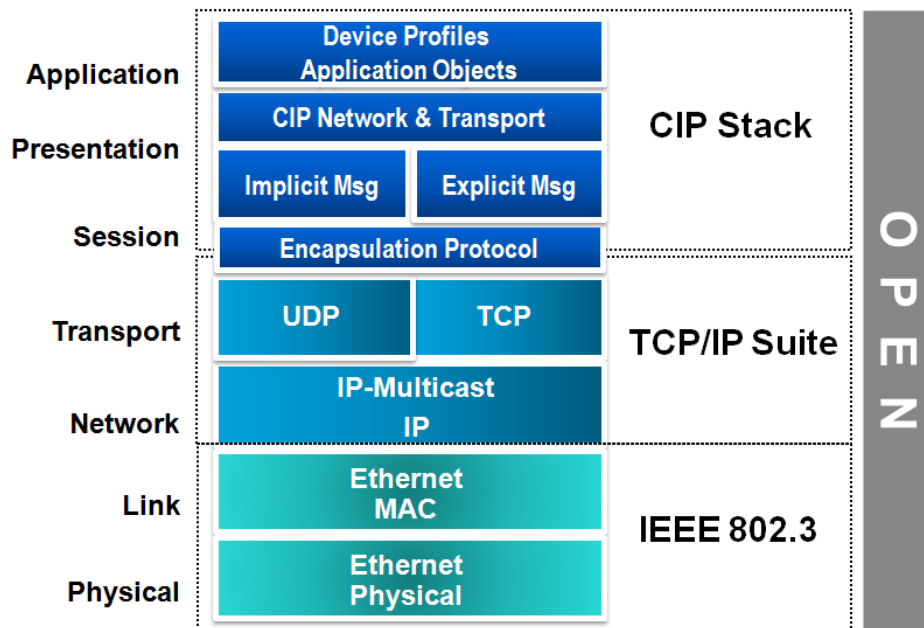 Application
Presentation
Session
Transport
Network
Link
Physical
Device Profiles
Application Objects
CIP Network & Transport
Implicit Msg
Explicit Msg
Encapsulation Protocol
UDP
TCP
IP-Multicast
IP
Ethernet
MAC
Ethernet
Physical
CIP Stack
TCP/IP Suite
IEEE 802.3
OPEN